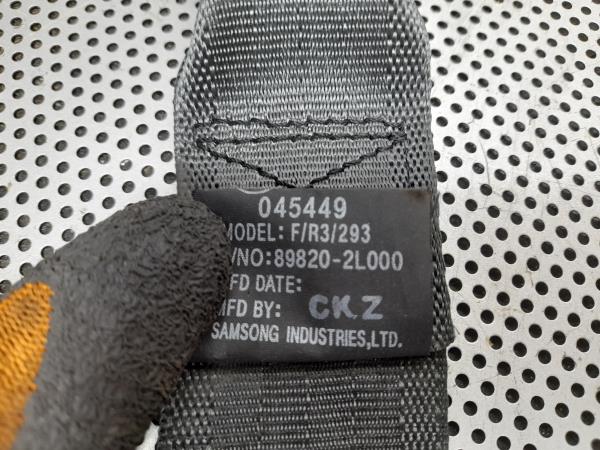 045449
MODEL: F/R3/293
/NO:89820-2L000
FD DATE:
MFD BY: CKZ
SAMSONG INDUSTRIES,LTD.